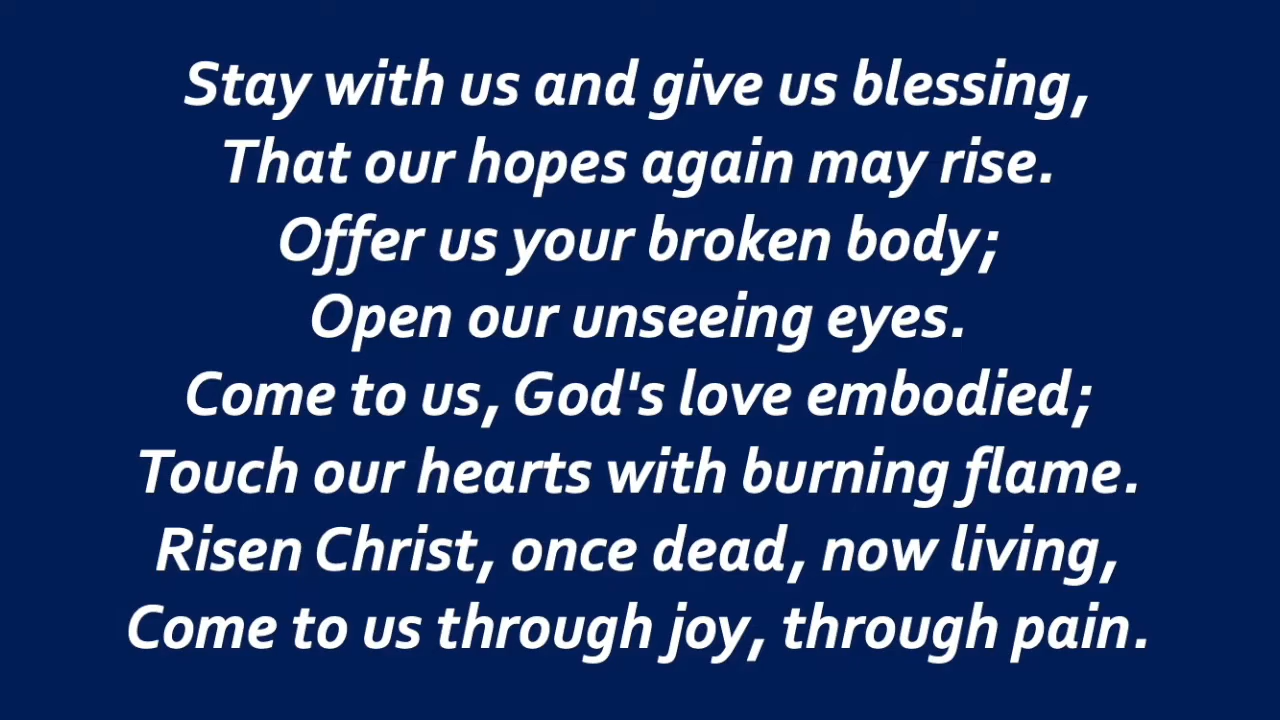 Stay with us and give us blessing,
That our hopes again may rise.
Offer us your broken body;
Open our unseeing eyes.
Come to us, God's love embodied;
Touch our hearts with burning flame.
Risen Christ, once dead, now living,
Come to us through joy, through pain.